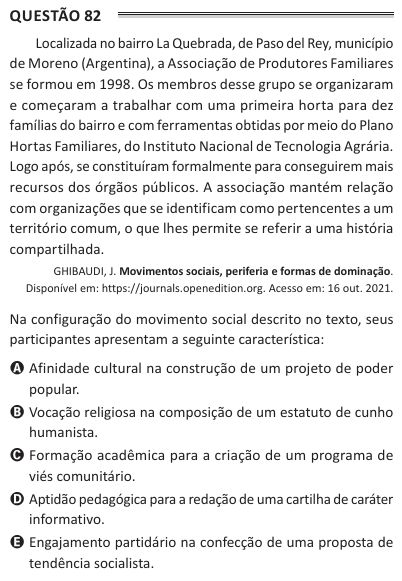 QUESTÃO 82
Localizada no bairro La Quebrada, de Paso del Rey, município
de Moreno (Argentina), a Associação de Produtores Familiares
se formou em 1998. Os membros desse grupo se organizaram
e começaram a trabalhar com uma primeira horta para dez
famílias do bairro e com ferramentas obtidas por meio do Plano
Hortas Familiares, do Instituto Nacional de Tecnologia Agrária.
Logo após, se constituíram formalmente para conseguirem mais
recursos dos órgãos públicos. A associação mantém relação
com organizações que se identificam como pertencentes a um
território comum, o que lhes permite se referir a uma história
compartilhada.
GHIBAUDI, J. Movimentos sociais, periferia e formas de dominação.
Disponível em: https://journals.openedition.org. Acesso em: 16 out. 2021.
Na configuração do movimento social descrito no texto, seus
participantes apresentam a seguinte característica:
A Afinidade cultural na construção de um projeto de poder
popular.
B Vocação religiosa na composição de um estatuto de cunho
humanista.
C Formação acadêmica para a criação de um programa de
viés comunitário.
D Aptidão pedagógica para a redação de uma cartilha de caráter
informativo.
E Engajamento partidário na confecção de uma proposta de
tendência socialista.